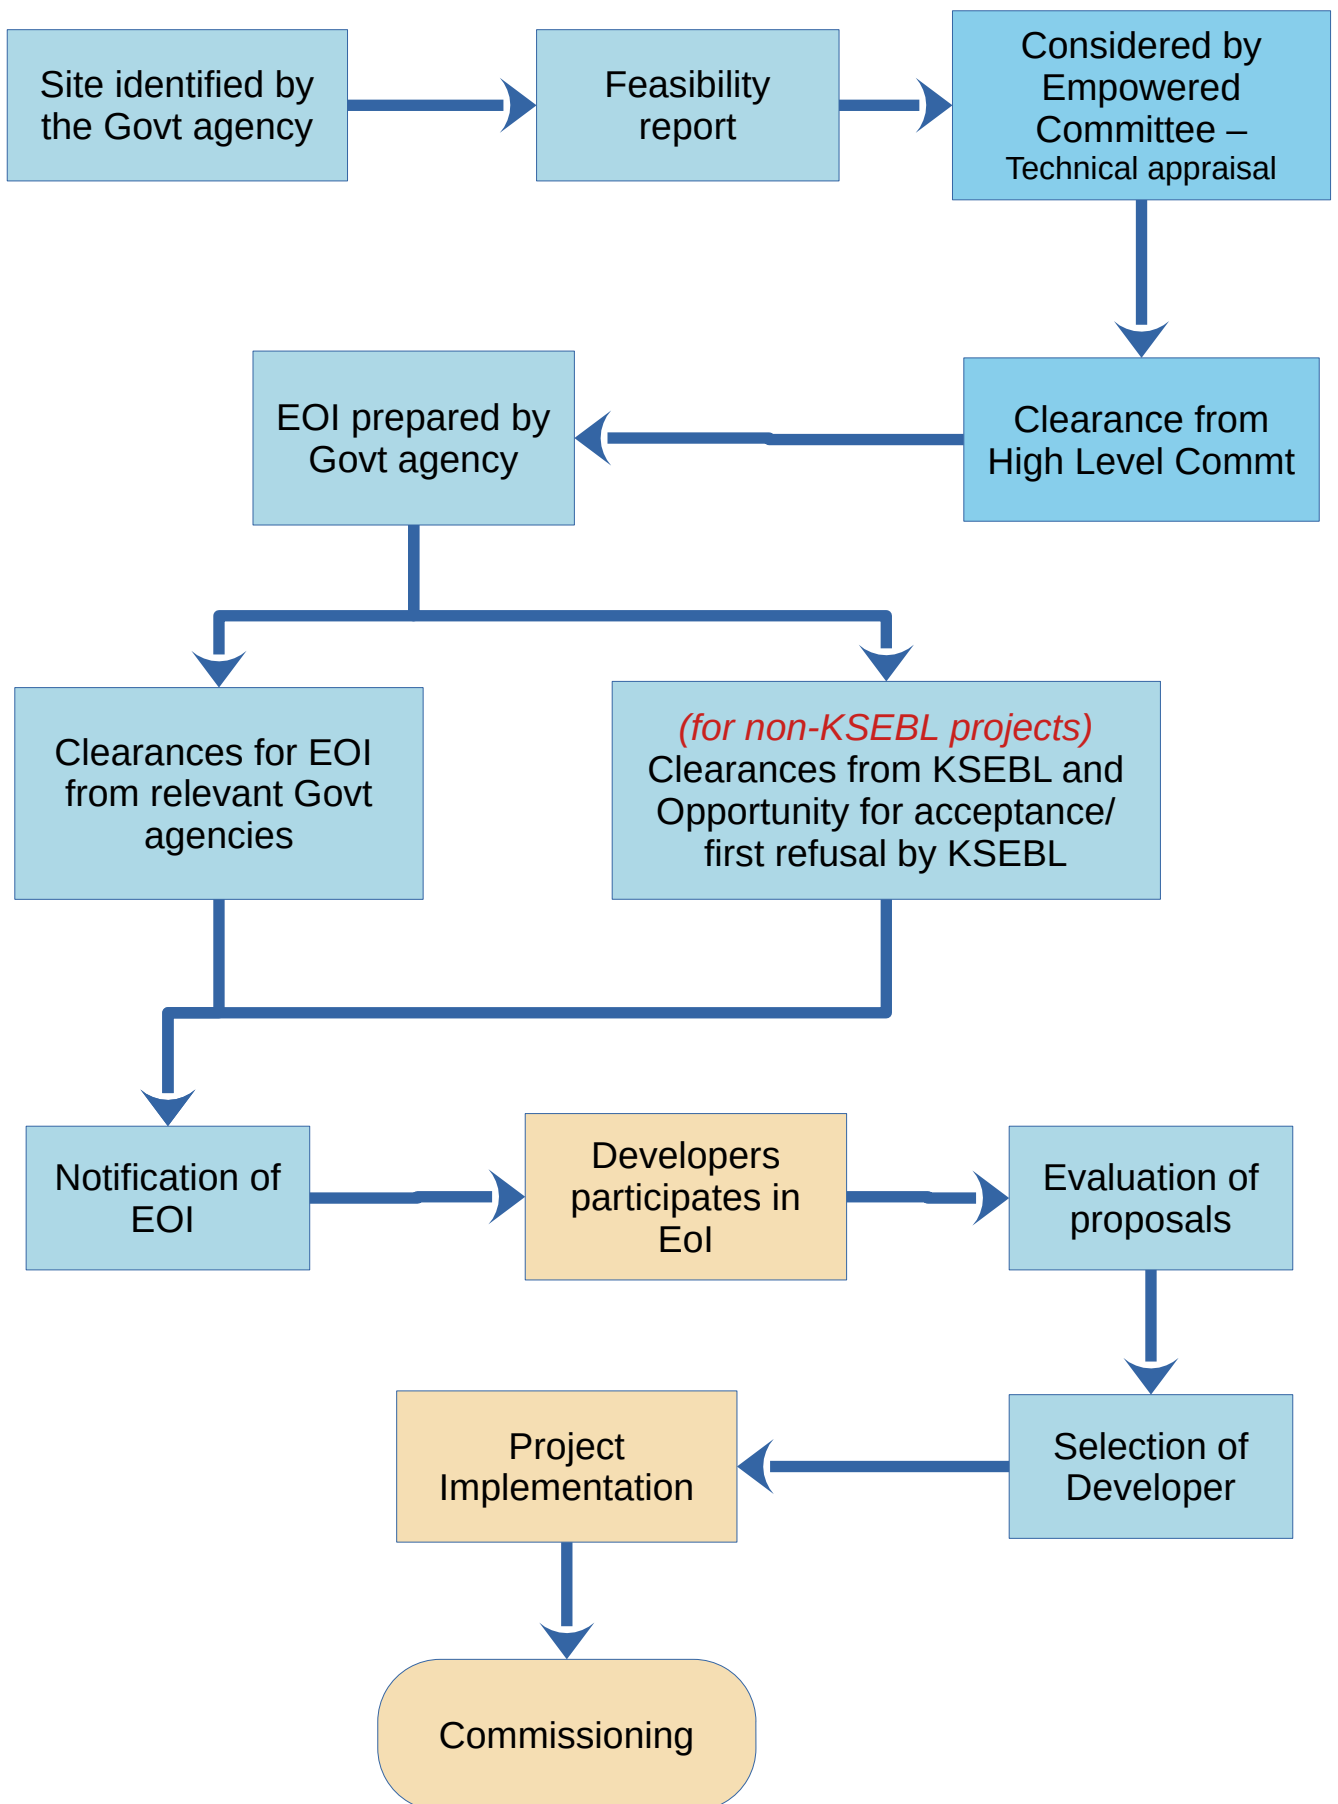 Site identified by
the Govt agency
Feasibility
report
Considered by
Empowered
Committee –
Technical appraisal
EOI prepared by
Govt agency
Clearance from
High Level Commt
Clearances for EOI
from relevant Govt
agencies
(for non-KSEBL projects)
Clearances from KSEBL and
Opportunity for acceptance/
first refusal by KSEBL
Notification of
EOI
Developers
participates in
EoI
Evaluation of
proposals
Project
Implementation
Selection of
Developer
Commissioning